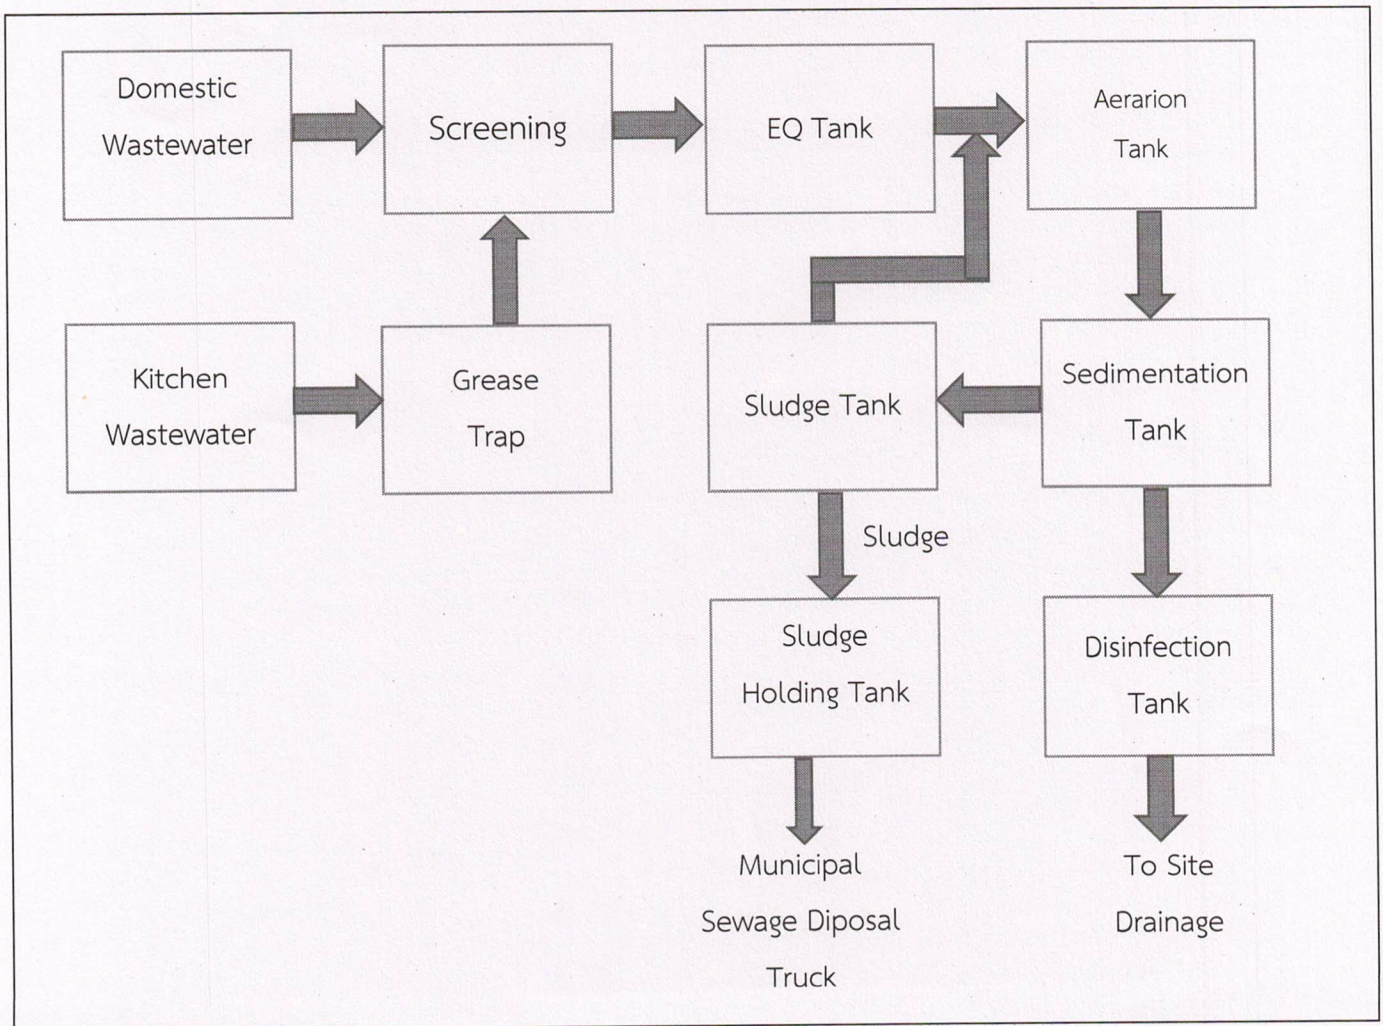 Domestic
Wastewater
Screening
EQ Tank
Aerarion
Tank
Kitchen
Wastewater
Grease
Trap
Sludge Tank
Sedimentation
Tank
Sludge
Sludge
Holding Tank
Disinfection
Tank
Municipal
Sewage Diposal
Truck
To Site
Drainage